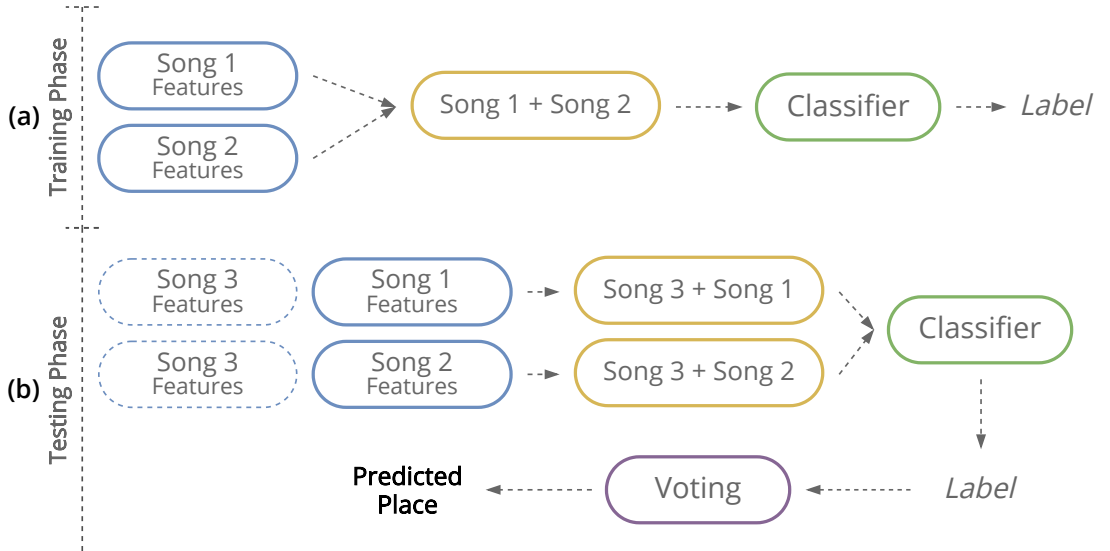 (a)
Training Phase
Song 1
Features
Song 2
Features
Song 1 + Song 2
Classifier
Label
(b)
Testing Phase
Song 3
Features
Song 1
Features
Song 3 + Song 1
Song 3
Features
Song 2
Features
Song 3 + Song 2
Classifier
Label
Voting
Predicted
Place